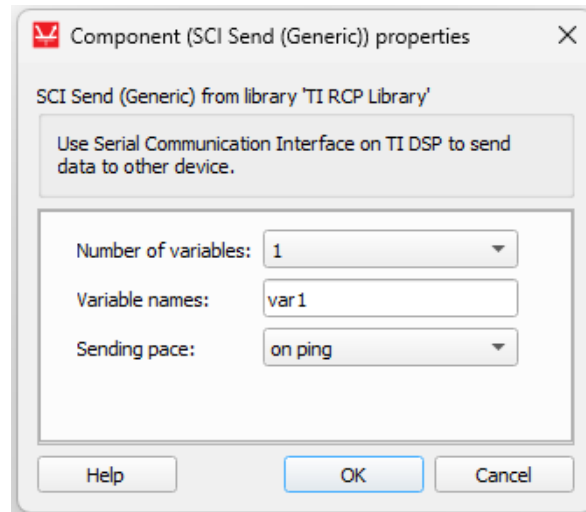 Component (SCI Send (Generic)) properties
SCI Send (Generic) from library 'TI RCP Library'
Use Serial Communication Interface on TI DSP to send
data to other device.
Number of variables: 1
Variable names: var1
Sending pace: on ping
Help OK Cancel